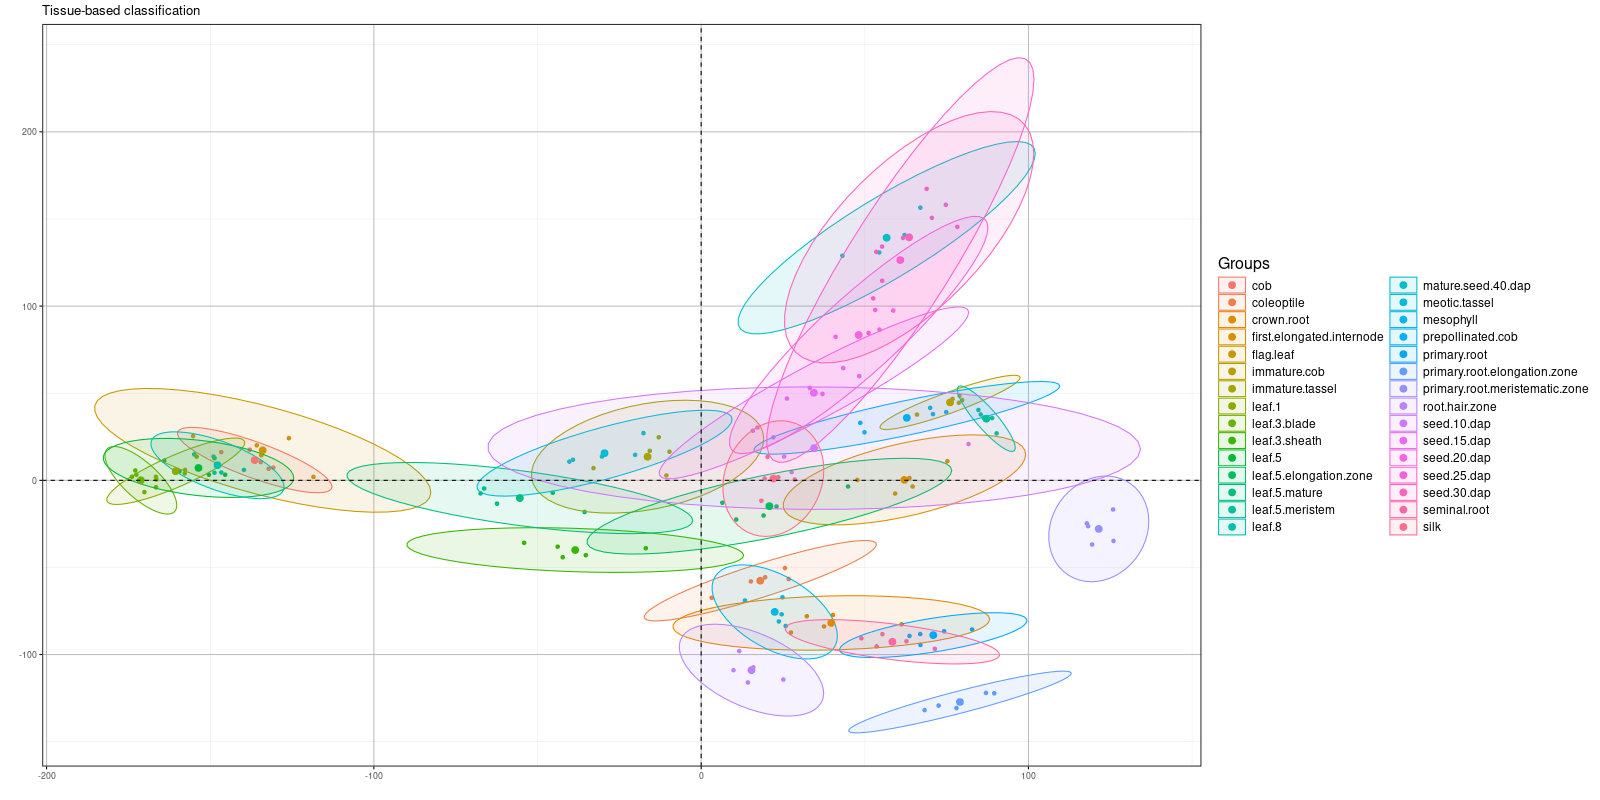 Tissue-based classification
200
100
0
-100
-200
-100
0
100
Groups
cob
coleoptile
crown.root
first.elongated.internode
flag.leaf
immature.cob
immature.tassel
leaf.1
leaf.3.blade
leaf.3.sheath
leaf.5
leaf.5.elongation.zone
leaf.5.mature
leaf.5.meristem
leaf.8
mature.seed.40.dap
meotic.tassel
mesophyll
prepollinated.cob
primary.root
primary.root.elongation.zone
primary.root.meristematic.zone
root.hair.zone
seed.10.dap
seed.15.dap
seed.20.dap
seed.25.dap
seed.30.dap
seminal.root
silk